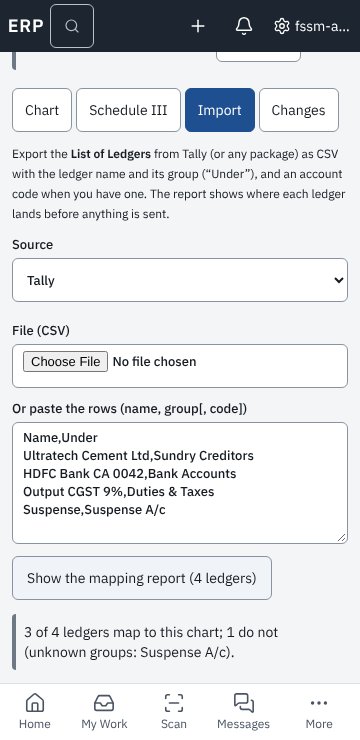 ERP
fssm-a...
Chart
Schedule III
Import
Changes
Export the List of Ledgers from Tally (or any package) as CSV
with the ledger name and its group (“Under”), and an account
code when you have one. The report shows where each ledger
lands before anything is sent.
Source
Tally
File (CSV)
Choose File No file chosen
Or paste the rows (name, group[, code])
Name,Under
Ultratech Cement Ltd,Sundry Creditors
HDFC Bank CA 0042,Bank Accounts
Output CGST 9%,Duties & Taxes
Suspense,Suspense A/c
Show the mapping report (4 ledgers)
3 of 4 ledgers map to this chart; 1 do not
(unknown groups: Suspense A/c).
Home
My Work
Scan
Messages
More